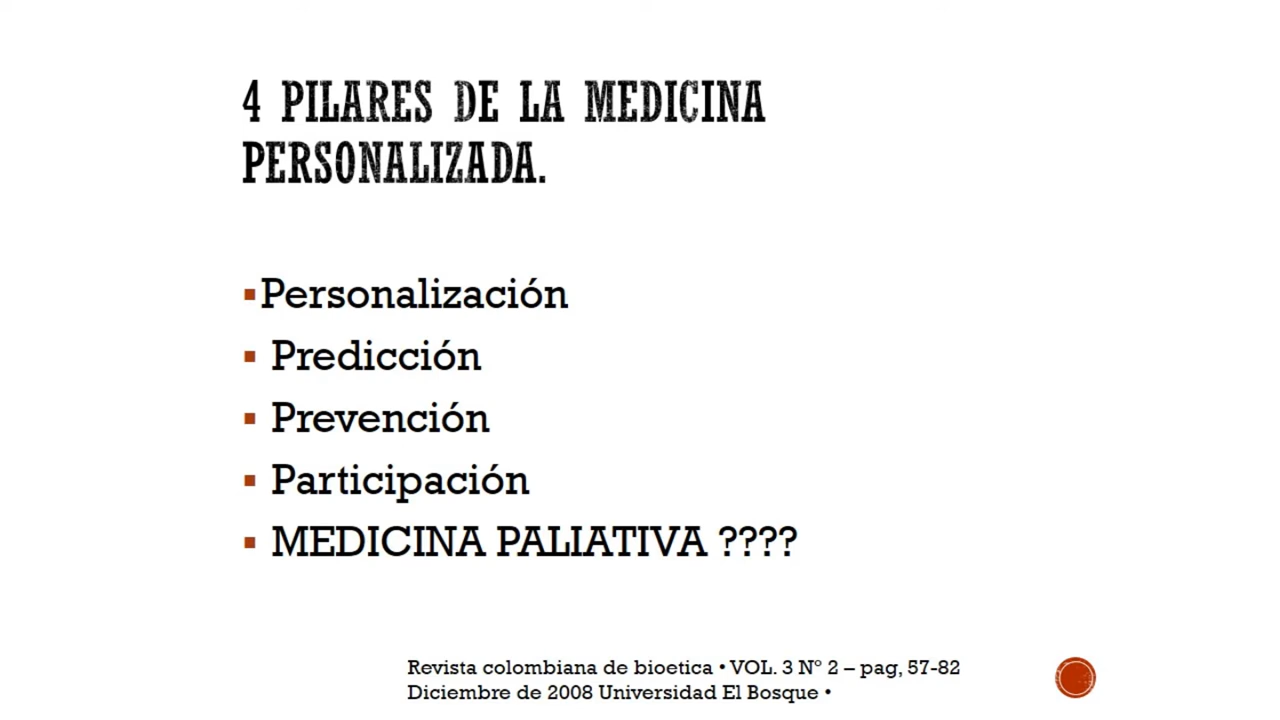 4 PILARES DE LA MEDICINA
PERSONALIZADA.
▪Personalización
▪ Predicción
▪ Prevención
▪ Participación
▪ MEDICINA PALIATIVA ????
Revista colombiana de bioetica • VOL. 3 Nº 2 – pag, 57-82
Diciembre de 2008 Universidad El Bosque •